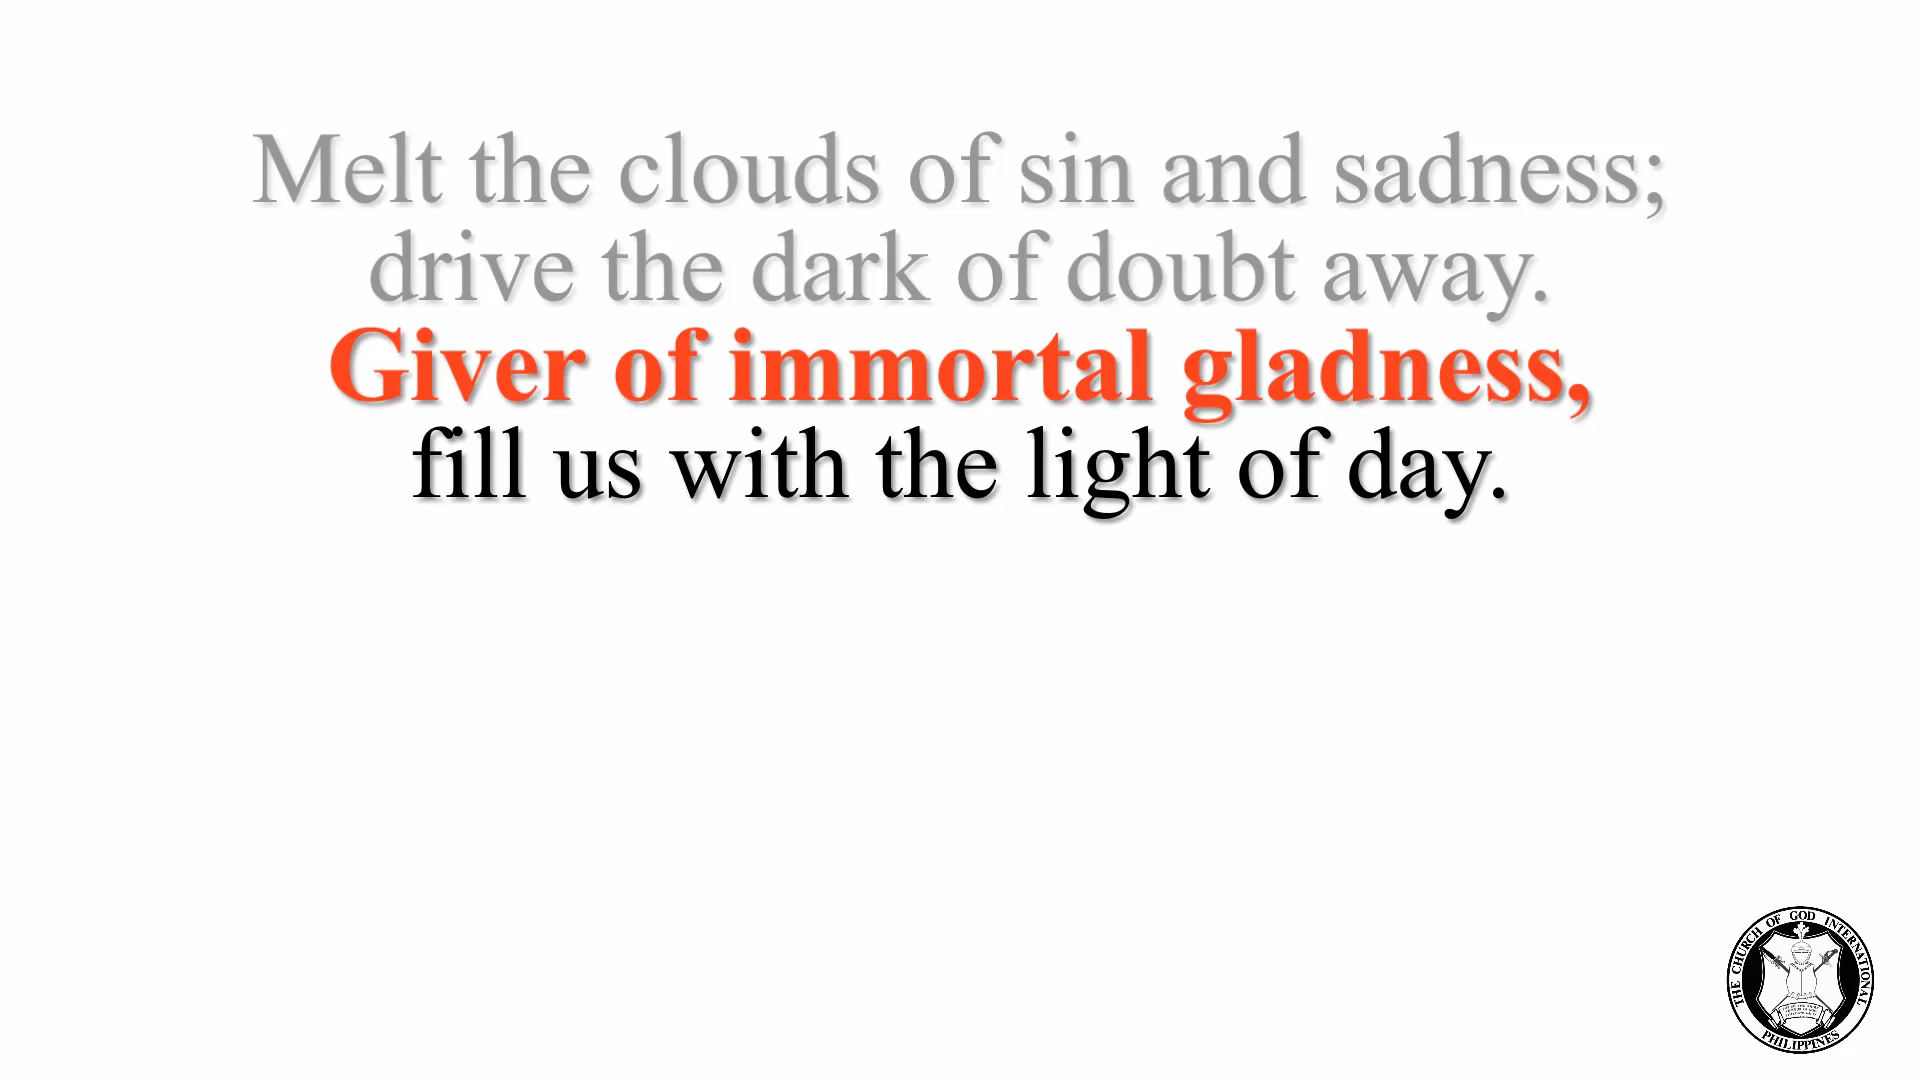 Melt the clouds of sin and sadness;
drive the dark of doubt away.
Giver of immortal gladness,
fill us with the light of day.
THE CHURCH OF GOD INTERNATIONAL
PHILIPPINES